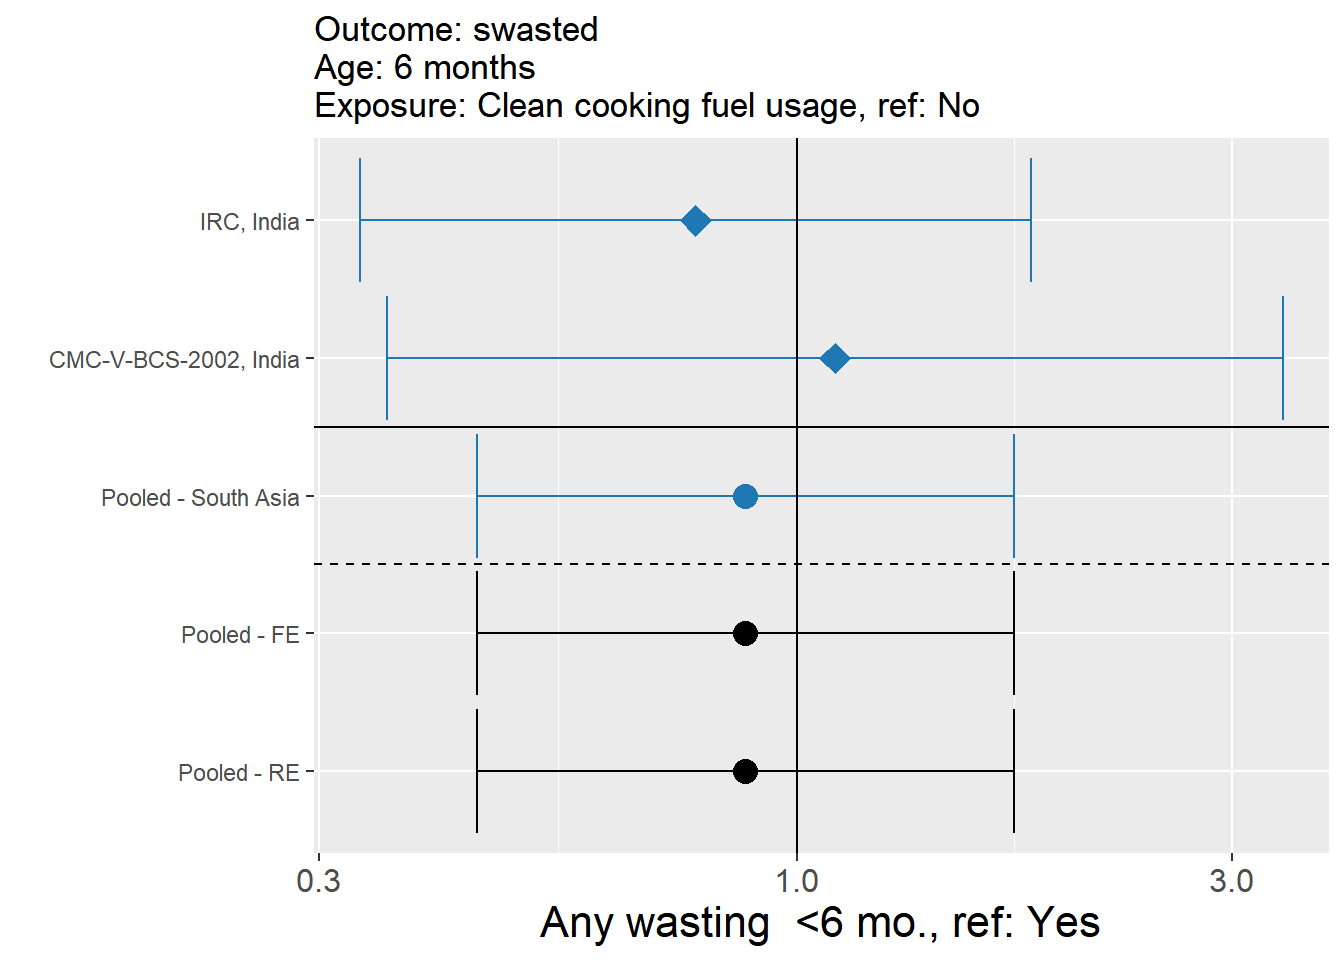 Outcome: swasted
Age: 6 months
Exposure: Clean cooking fuel usage, ref: No
IRC, India
CMC-V-BCS-2002, India
Pooled - South Asia
Pooled - FE
Pooled - RE
0.3 1.0 3.0
Any wasting  <6 mo., ref: Yes